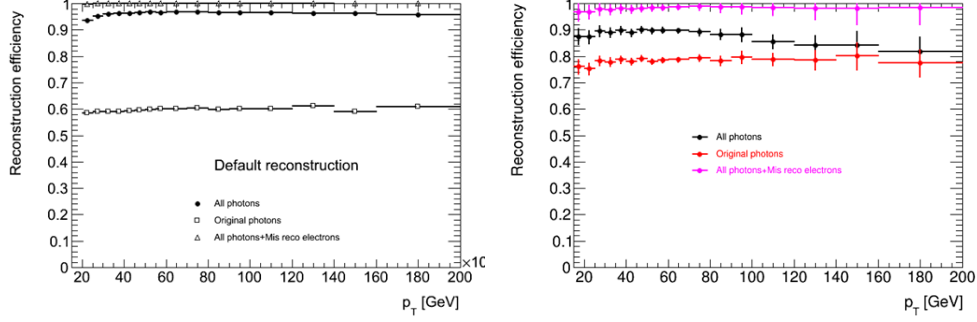 Reconstruction efficiency
1
0.9
0.8
0.7
0.6
0.5
0.4
0.3
0.2
0.1
0
Default reconstruction
All photons
Original photons
All photons+Mis reco electrons
20 40 60 80 100 120 140 160 180 200
×10
p_T [GeV]
Reconstruction efficiency
1
0.9
0.8
0.7
0.6
0.5
0.4
0.3
0.2
0.1
0
All photons
Original photons
All photons+Mis reco electrons
20 40 60 80 100 120 140 160 180 200
p_T [GeV]